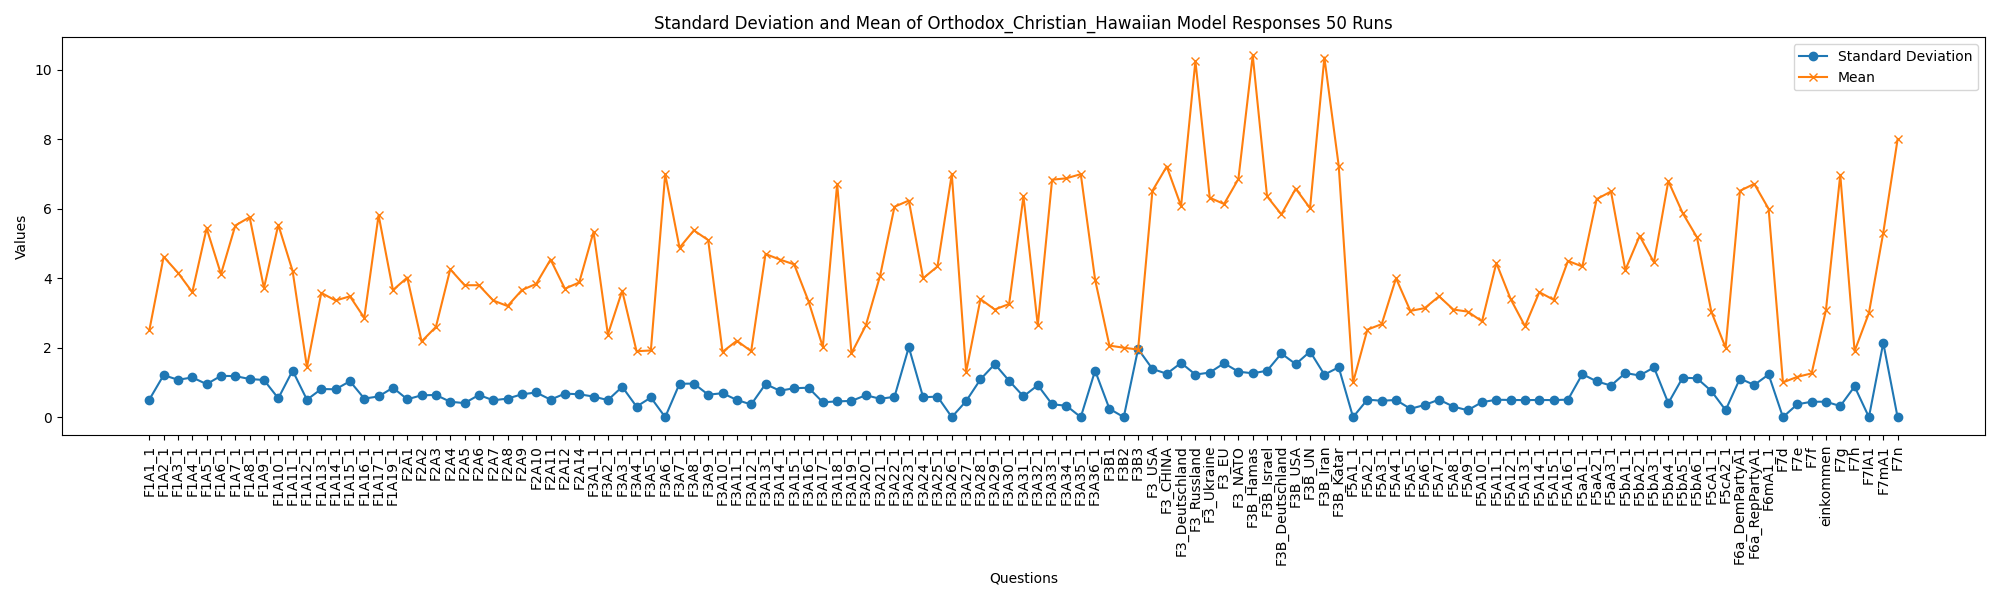 Standard Deviation and Mean of Orthodox_Christian_Hawaiian Model Responses 50 Runs
Standard Deviation
Mean
Values
10
8
6
4
2
0
F1A1_1
F1A2_1
F1A3_1
F1A4_1
F1A5_1
F1A6_1
F1A7_1
F1A8_1
F1A9_1
F1A10_1
F1A11_1
F1A12_1
F1A13_1
F1A14_1
F1A15_1
F1A16_1
F1A17_1
F1A19_1
F2A1
F2A2
F2A3
F2A4
F2A5
F2A6
F2A7
F2A8
F2A9
F2A10
F2A11
F2A12
F2A14
F3A1_1
F3A2_1
F3A3_1
F3A4_1
F3A5_1
F3A6_1
F3A7_1
F3A8_1
F3A9_1
F3A10_1
F3A11_1
F3A12_1
F3A13_1
F3A14_1
F3A15_1
F3A16_1
F3A17_1
F3A18_1
F3A19_1
F3A20_1
F3A21_1
F3A22_1
F3A23_1
F3A24_1
F3A25_1
F3A26_1
F3A27_1
F3A28_1
F3A29_1
F3A30_1
F3A31_1
F3A32_1
F3A33_1
F3A34_1
F3A35_1
F3A36_1
F3B1
F3B2
F3B3
F3_USA
F3_CHINA
F3_Deutschland
F3_Russland
F3_Ukraine
F3_EU
F3_NATO
F3B_Hamas
F3B_Israel
F3B_Deutschland
F3B_USA
F3B_UN
F3B_Iran
F3B_Katar
F5A1_1
F5A2_1
F5A3_1
F5A4_1
F5A5_1
F5A6_1
F5A7_1
F5A8_1
F5A9_1
F5A10_1
F5A11_1
F5A12_1
F5A13_1
F5A14_1
F5A15_1
F5A16_1
F5aA1_1
F5aA2_1
F5aA3_1
F5bA1_1
F5bA2_1
F5bA3_1
F5bA4_1
F5bA5_1
F5bA6_1
F5cA1_1
F5cA2_1
F6a_DemPartyA1
F6a_RepPartyA1
F6mA1_1
F7d
F7e
F7f
einkommen
F7g
F7h
F7lA1
F7mA1
F7n
Questions